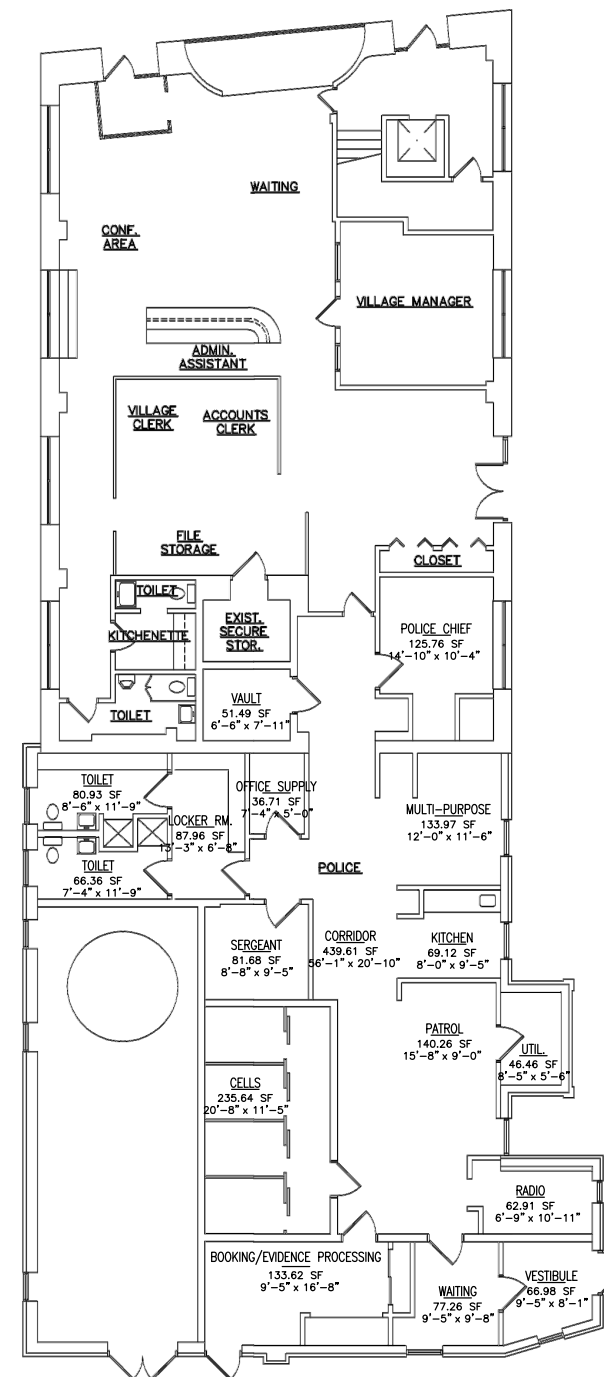 WAITING
CONF.
AREA
VILLAGE MANAGER
ADMIN.
ASSISTANT
VILLAGE
CLERK
ACCOUNTS
CLERK
FILE
STORAGE
CLOSET
TOILET
KITCHENETTE
EXIST.
SECURE
STOR.
POLICE CHIEF
125.76 SF
14'-10" x 10'-4"
VAULT
51.49 SF
6'-6" x 7'-11"
TOILET
TOILET
80.93 SF
8'-6" x 11'-9"
OFFICE SUPPLY
36.71 SF
7'-4" x 5'-0"
MULTI-PURPOSE
133.97 SF
12'-0" x 11'-6"
LOCKER RM.
87.96 SF
13'-3" x 6'-8"
TOILET
66.36 SF
7'-4" x 11'-9"
POLICE
SERGEANT
81.68 SF
8'-8" x 9'-5"
CORRIDOR
439.61 SF
56'-1" x 20'-10"
KITCHEN
69.12 SF
8'-0" x 9'-5"
PATROL
140.26 SF
15'-8" x 9'-0"
UTIL.
46.46 SF
8'-5" x 5'-6"
CELLS
235.64 SF
20'-8" x 11'-5"
RADIO
62.91 SF
6'-9" x 10'-11"
BOOKING/EVIDENCE PROCESSING
133.62 SF
9'-5" x 16'-8"
WAITING
77.26 SF
9'-5" x 9'-8"
VESTIBULE
66.98 SF
9'-5" x 8'-1"